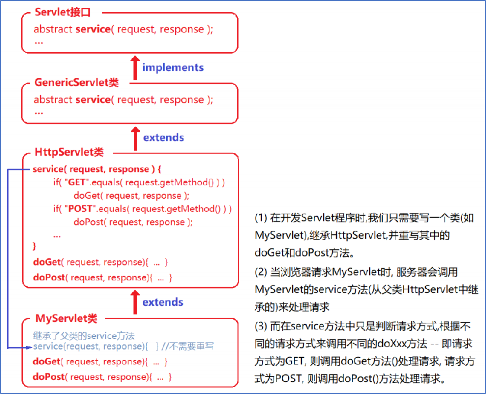 Servlet接口
abstract service( request, response );
...
implements
GenericServlet类
abstract service( request, response );
...
extends
HttpServlet类
service( request, response ) {
if( "GET".equals( request.getMethod() ) )
doGet( request, response );
if( "POST".equals( request.getMethod() ) )
doPost( request, response );
...
}
doGet( request, response){ ... }
doPost( request, response){ ... }
extends
MyServlet类
继承了父类的service方法
service(request, response){ } //不需要重写
doGet( request, response){ ... }
doPost( request, response){ ... }
(1) 在开发Servlet程序时,我们只需要写一个类(如
MyServlet),继承HttpServlet,并重写其中的
doGet和doPost方法。
(2) 当浏览器请求MyServlet时, 服务器会调用
MyServlet的service方法(从父类HttpServlet中继
承的)来处理请求
(3) 而在service方法中只是判断请求方式,根据不
同的请求方式来调用不同的doXxx方法 -- 即请求
方式为GET, 则调用doGet方法()处理请求, 请求方
式为POST, 则调用doPost()方法处理请求。